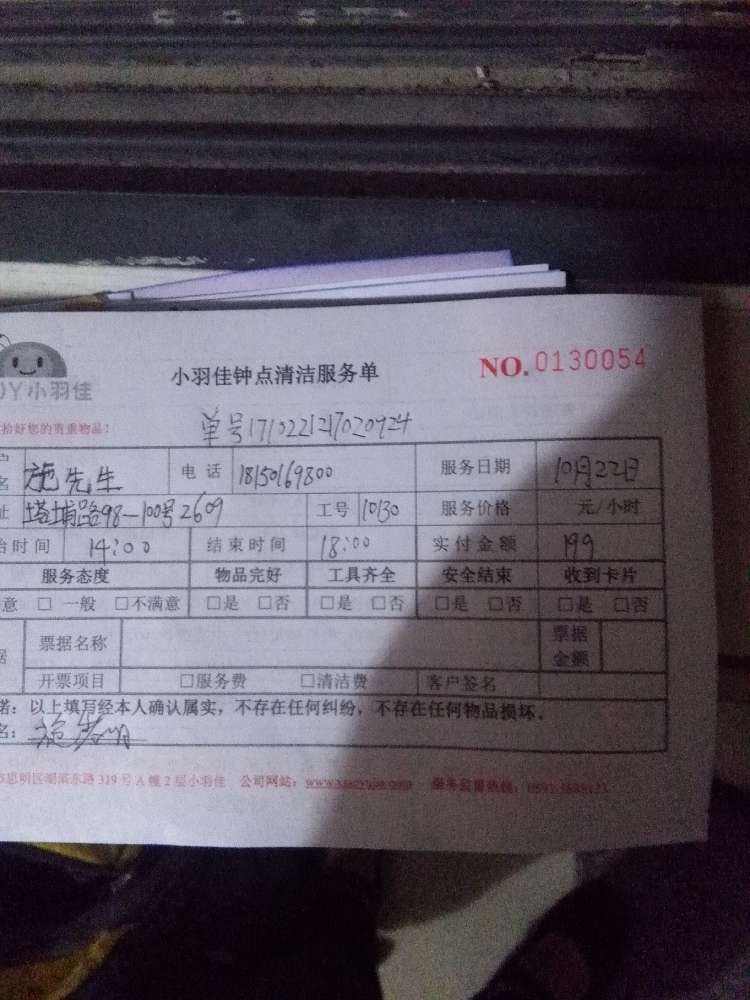 小羽佳钟点清洁服务单 NO.0130054
小羽佳
拾好您的贵重物品!
单号1710221217020924
名 施先生 电话 18150169800 服务日期 10月22日
址 塔埔路98-100号2609 工号 10130 服务价格 元/小时
始时间 14:00 结束时间 18:00 实付金额 199
服务态度 物品完好 工具齐全 安全结束 收到卡片
意 □ 一般 □不满意 □是 □否 □是 □否 □是 □否 □是 □否
据 票据名称 票据金额
开票项目 □服务费 □清洁费 客户签名
诺:以上填写经本人确认属实,不存在任何纠纷,不存在任何物品损坏。
名:施
市思明区湖滨东路319号A幢2层小羽佳 公司网站: 服务监督热线: